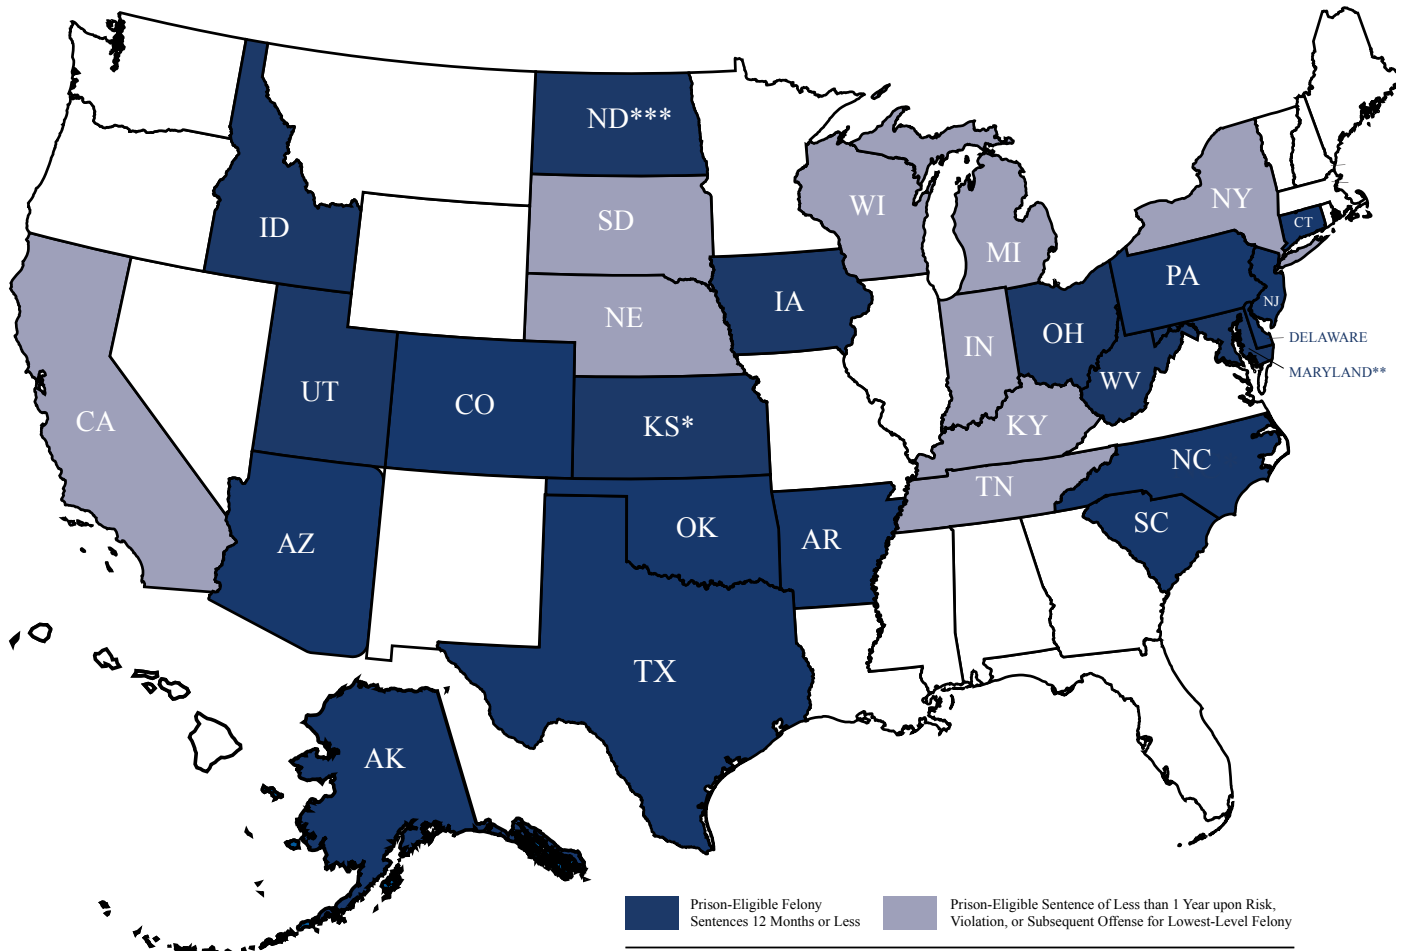 ND***
ID
SD
WI
MI
NY
CT
PA
NJ
IA
NE
OH
IN
DELAWARE
MARYLAND**
WV
UT
CO
KS*
KY
CA
NC
TN
SC
AZ
OK
AR
TX
AK
Prison-Eligible Felony
Sentences 12 Months or Less
Prison-Eligible Sentence of Less than 1 Year upon Risk,
Violation, or Subsequent Offense for Lowest-Level Felony